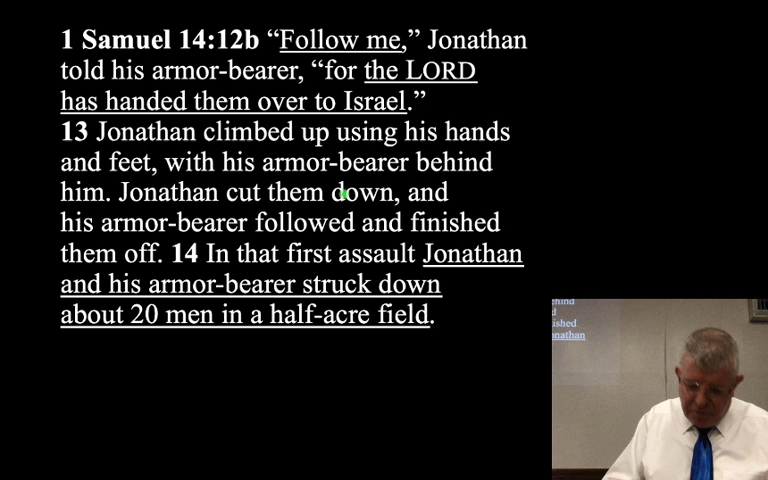 1 Samuel 14:12b “Follow me,” Jonathan
told his armor-bearer, “for the LORD
has handed them over to Israel.”
13 Jonathan climbed up using his hands
and feet, with his armor-bearer behind
him. Jonathan cut them down, and
his armor-bearer followed and finished
them off. 14 In that first assault Jonathan
and his armor-bearer struck down
about 20 men in a half-acre field.
ehind
d
ished
nathan